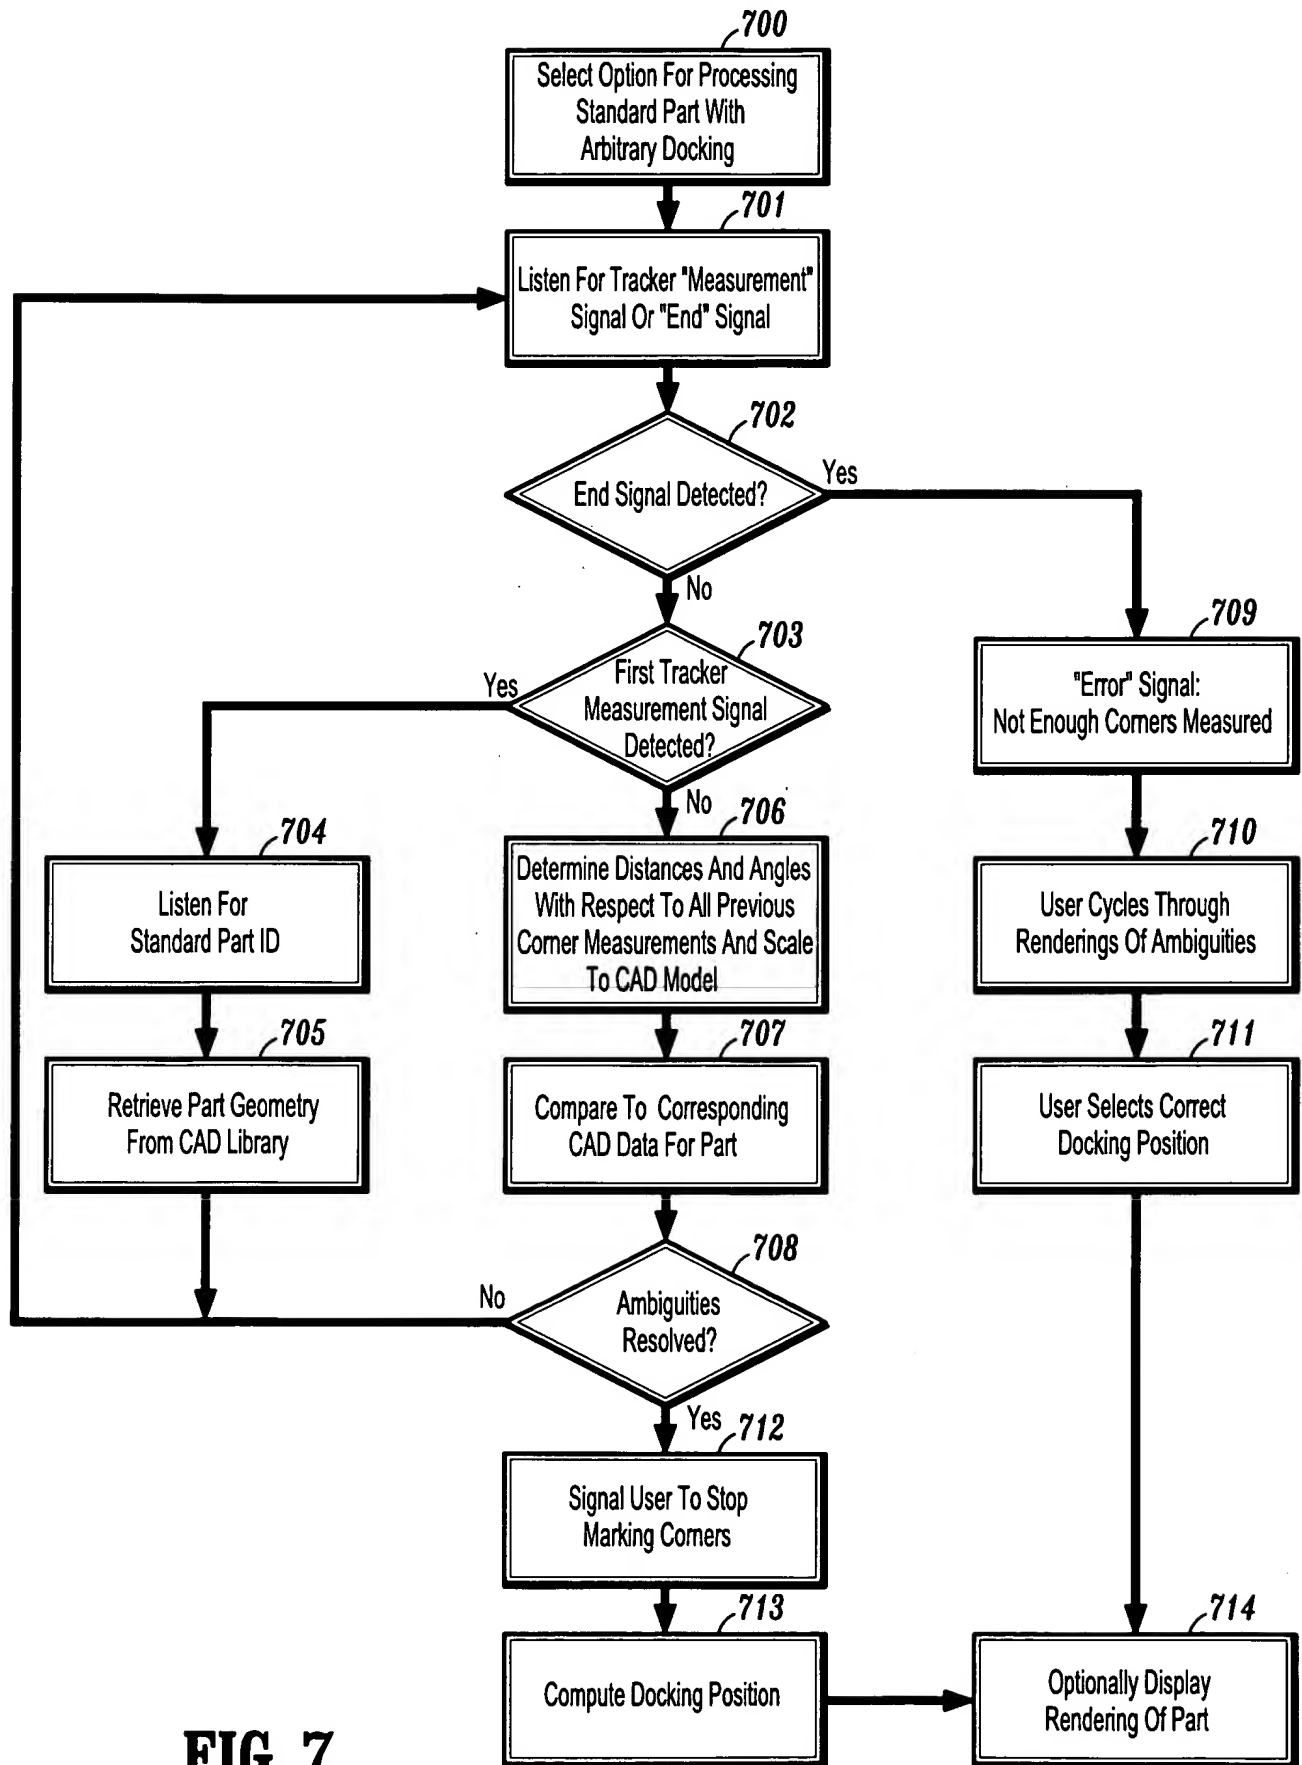 700
Select Option For Processing
Standard Part With
Arbitrary Docking
701
Listen For Tracker "Measurement"
Signal Or "End" Signal
702
End Signal Detected?
Yes
No
703
First Tracker
Measurement Signal
Detected?
Yes
No
704
Listen For
Standard Part ID
705
Retrieve Part Geometry
From CAD Library
706
Determine Distances And Angles
With Respect To All Previous
Corner Measurements And Scale
To CAD Model
707
Compare To Corresponding
CAD Data For Part
708
Ambiguities
Resolved?
No
Yes
709
"Error" Signal:
Not Enough Corners Measured
710
User Cycles Through
Renderings Of Ambiguities
711
User Selects Correct
Docking Position
712
Signal User To Stop
Marking Corners
713
Compute Docking Position
714
Optionally Display
Rendering Of Part
FIG. 7